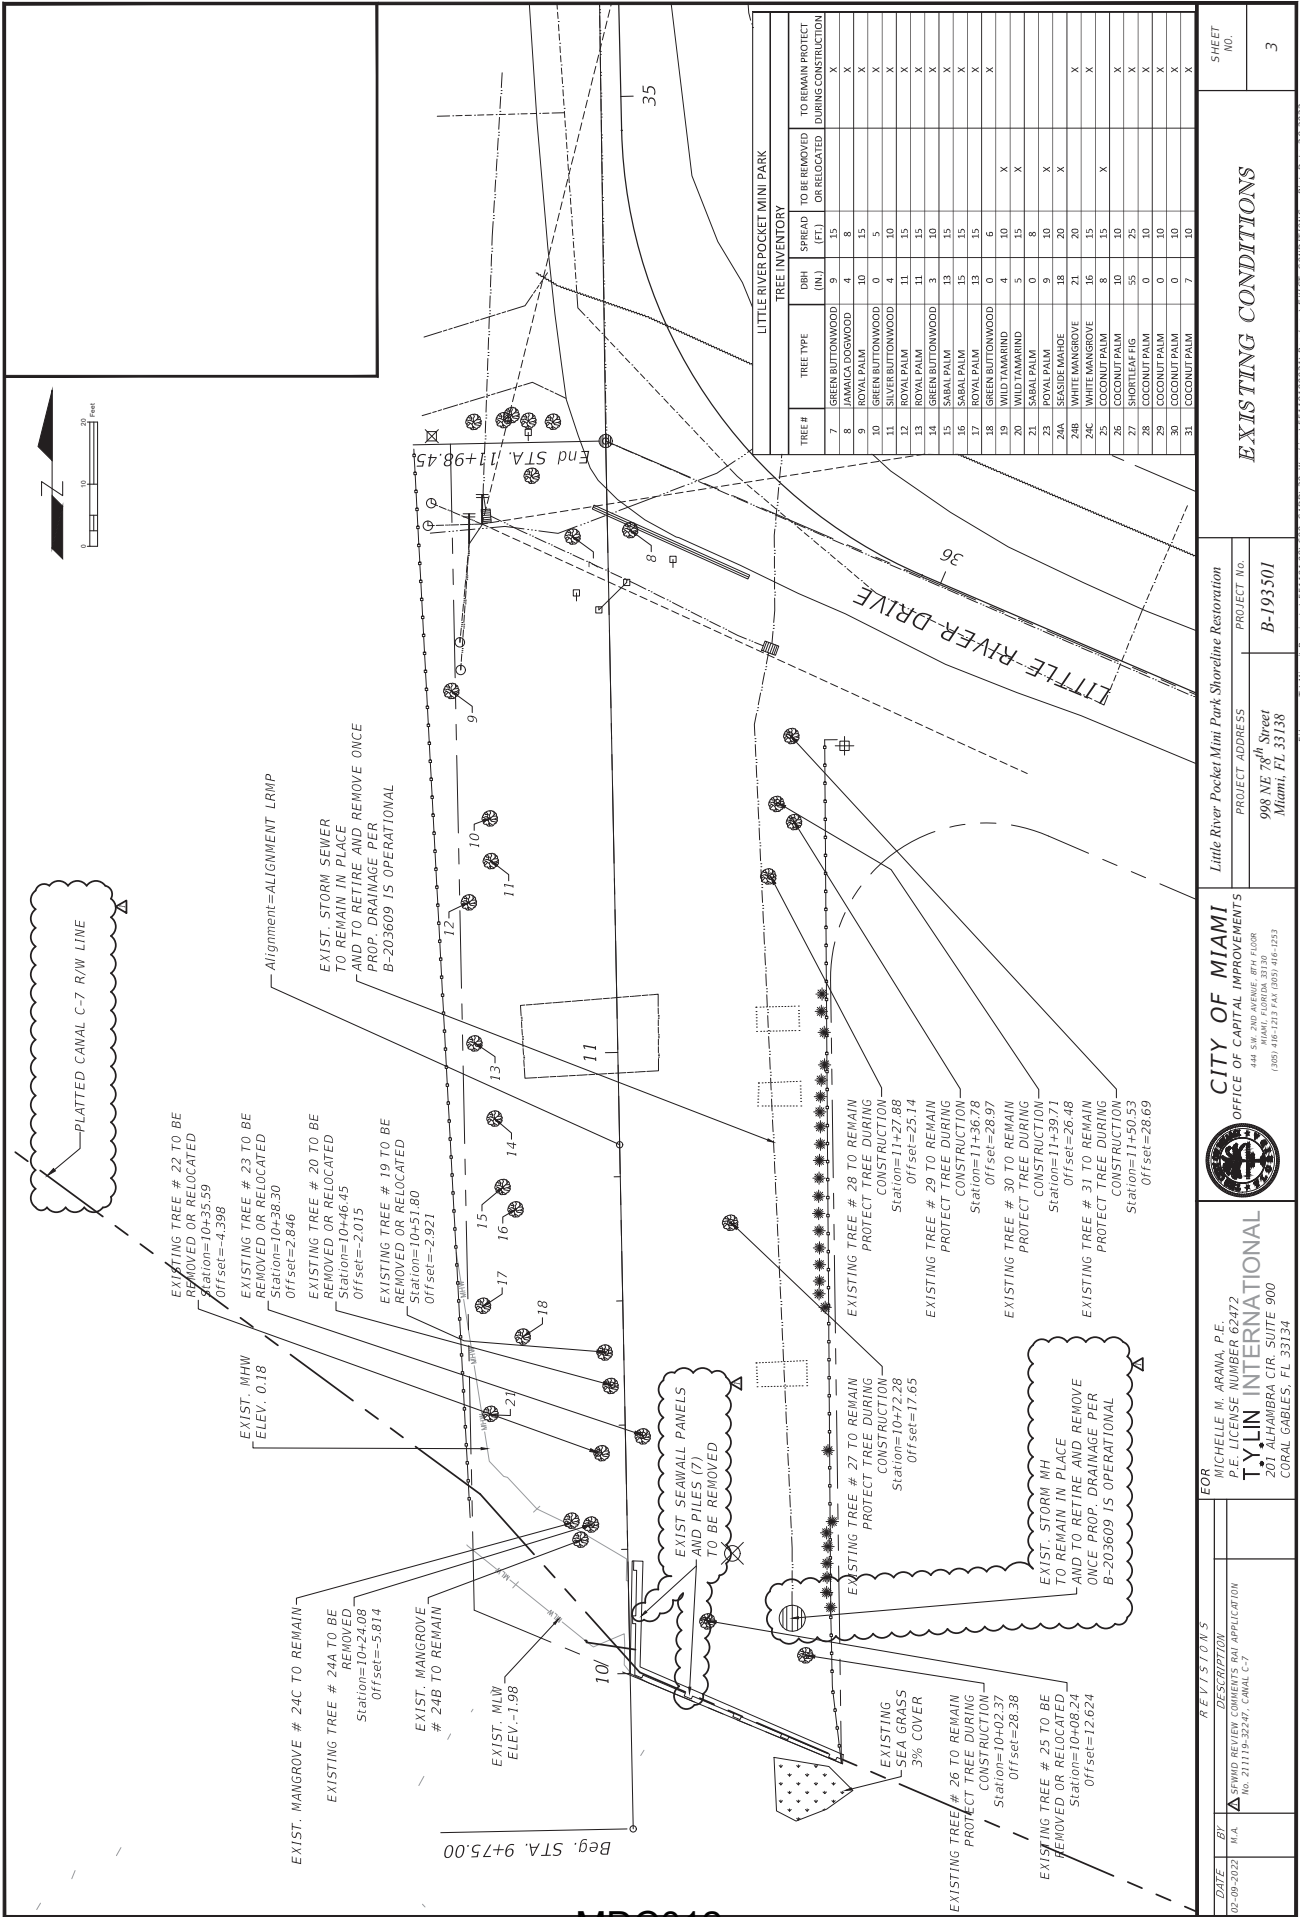 PLATTED CANAL C-7 R/W LINE
0 10 20
Feet
N
Alignment=ALIGNMENT LRMP
EXIST. STORM SEWER
TO REMAIN IN PLACE
AND TO RETIRE AND REMOVE ONCE
PROP. DRAINAGE PER
B-203609 IS OPERATIONAL
EXISTING TREE # 22 TO BE
REMOVED OR RELOCATED
Station=10+35.59
Offset=-4.398
EXISTING TREE # 23 TO BE
REMOVED OR RELOCATED
Station=10+38.30
Offset=2.846
EXISTING TREE # 20 TO BE
REMOVED OR RELOCATED
Station=10+46.45
Offset=-2.015
EXISTING TREE # 19 TO BE
REMOVED OR RELOCATED
Station=10+51.80
Offset=-2.921
EXIST. MHW
ELEV. 0.18
EXIST. MANGROVE # 24C TO REMAIN
EXISTING TREE # 24A TO BE
REMOVED
Station=10+24.08
Offset=-5.814
EXIST. MANGROVE
# 24B TO REMAIN
EXIST. MLW
ELEV.-1.98
Beg. STA. 9+75.00
End STA. 11+98.45
10
11
35
36
LITTLE RIVER DRIVE
7
8
9
10
11
12
13
14
15
16
17
18
21
MHW
MHW
MHW
MLW
MLW
EXIST SEAWALL PANELS
AND PILES (7)
TO BE REMOVED
EXISTING TREE # 28 TO REMAIN
PROTECT TREE DURING
CONSTRUCTION
Station=11+27.88
Offset=25.14
EXISTING TREE # 29 TO REMAIN
PROTECT TREE DURING
CONSTRUCTION
Station=11+36.78
Offset=28.97
EXISTING TREE # 30 TO REMAIN
PROTECT TREE DURING
CONSTRUCTION
Station=11+39.71
Offset=26.48
EXISTING TREE # 31 TO REMAIN
PROTECT TREE DURING
CONSTRUCTION
Station=11+50.53
Offset=28.69
EXISTING TREE # 27 TO REMAIN
PROTECT TREE DURING
CONSTRUCTION
Station=10+72.28
Offset=17.65
EXIST. STORM MH
TO REMAIN IN PLACE
AND TO RETIRE AND REMOVE
ONCE PROP. DRAINAGE PER
B-203609 IS OPERATIONAL
EXISTING
SEA GRASS
3% COVER
EXISTING TREE # 26 TO REMAIN
PROTECT TREE DURING
CONSTRUCTION
Station=10+02.37
Offset=28.38
EXISTING TREE # 25 TO BE
REMOVED OR RELOCATED
Station=10+08.24
Offset=12.624
LITTLE RIVER POCKET MINI PARK
TREE INVENTORY
TREE # TREE TYPE DBH (IN.) SPREAD (FT.) TO BE REMOVED OR RELOCATED TO REMAIN PROTECT DURING CONSTRUCTION
7 GREEN BUTTONWOOD 9 15 X
8 JAMAICA DOGWOOD 4 8 X
9 ROYAL PALM 10 15 X
10 GREEN BUTTONWOOD 0 5 X
11 SILVER BUTTONWOOD 4 10 X
12 ROYAL PALM 11 15 X
13 ROYAL PALM 11 15 X
14 GREEN BUTTONWOOD 3 10 X
15 SABAL PALM 13 15 X
16 SABAL PALM 15 15 X
17 ROYAL PALM 13 15 X
18 GREEN BUTTONWOOD 0 6 X
19 WILD TAMARIND 4 10 X
20 WILD TAMARIND 5 15 X
21 SABAL PALM 0 8
23 POYAL PALM 9 10 X
24A SEASIDE MAHOE 18 20 X
24B WHITE MANGROVE 21 20 X
24C WHITE MANGROVE 16 15 X
25 COCONUT PALM 8 15 X
26 COCONUT PALM 10 10 X
27 SHORTLEAF FIG 55 25 X
28 COCONUT PALM 0 10 X
29 COCONUT PALM 0 10 X
30 COCONUT PALM 0 10 X
31 COCONUT PALM 7 10 X
REVISIONS
DATE BY DESCRIPTION
02-09-2022 M.A. SFWMD REVIEW COMMENTS RAI APPLICATION
No. 211119-32247, CANAL C-7
EOR
MICHELLE M. ARANA, P.E.
P.E. LICENSE NUMBER 62472
T.Y.LIN INTERNATIONAL
201 ALHAMBRA CIR. SUITE 900
CORAL GABLES, FL 33134
CITY OF MIAMI
OFFICE OF CAPITAL IMPROVEMENTS
444 S.W. 2ND AVENUE, 8TH FLOOR
MIAMI, FLORIDA 33130
(305) 416-1213 FAX (305) 416-1253
Little River Pocket Mini Park Shoreline Restoration
PROJECT ADDRESS
998 NE 78th Street
Miami, FL 33138
PROJECT No.
B-193501
EXISTING CONDITIONS
SHEET
NO.
3